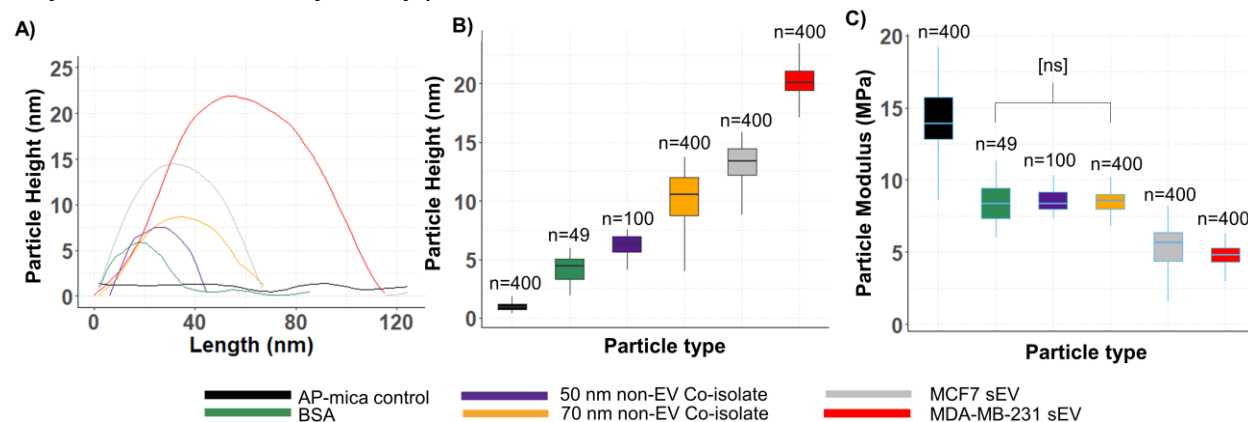 A)
Particle Height (nm)
25
20
15
10
5
0
0
40
80
120
Length (nm)
B)
Particle Height (nm)
20
15
10
5
0
n=400
n=49
n=100
n=400
n=400
n=400
Particle type
C)
Particle Modulus (MPa)
20
15
10
5
0
n=400
[ns]
n=49
n=100
n=400
n=400
n=400
Particle type
AP-mica control
BSA
50 nm non-EV Co-isolate
70 nm non-EV Co-isolate
MCF7 sEV
MDA-MB-231 sEV